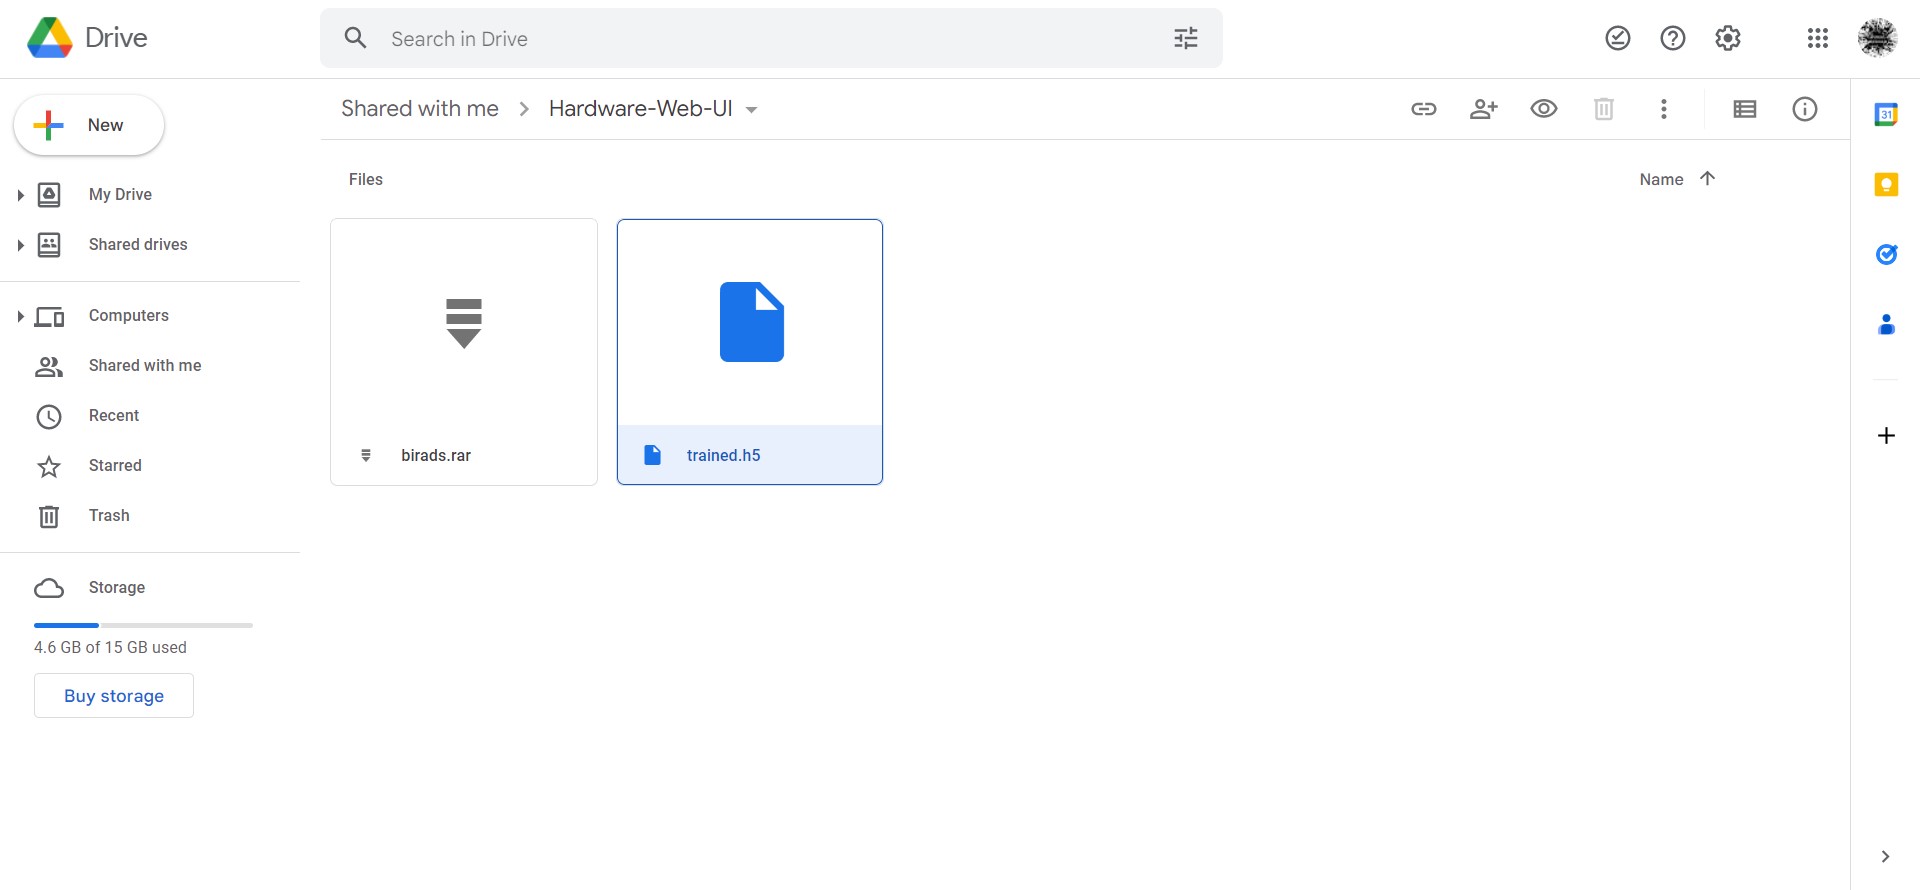 Drive
Search in Drive
New
Shared with me
Hardware-Web-UI
31
My Drive
Shared drives
Computers
Shared with me
Recent
Starred
Trash
Storage
4.6 GB of 15 GB used
Buy storage
Files
Name
birads.rar
trained.h5